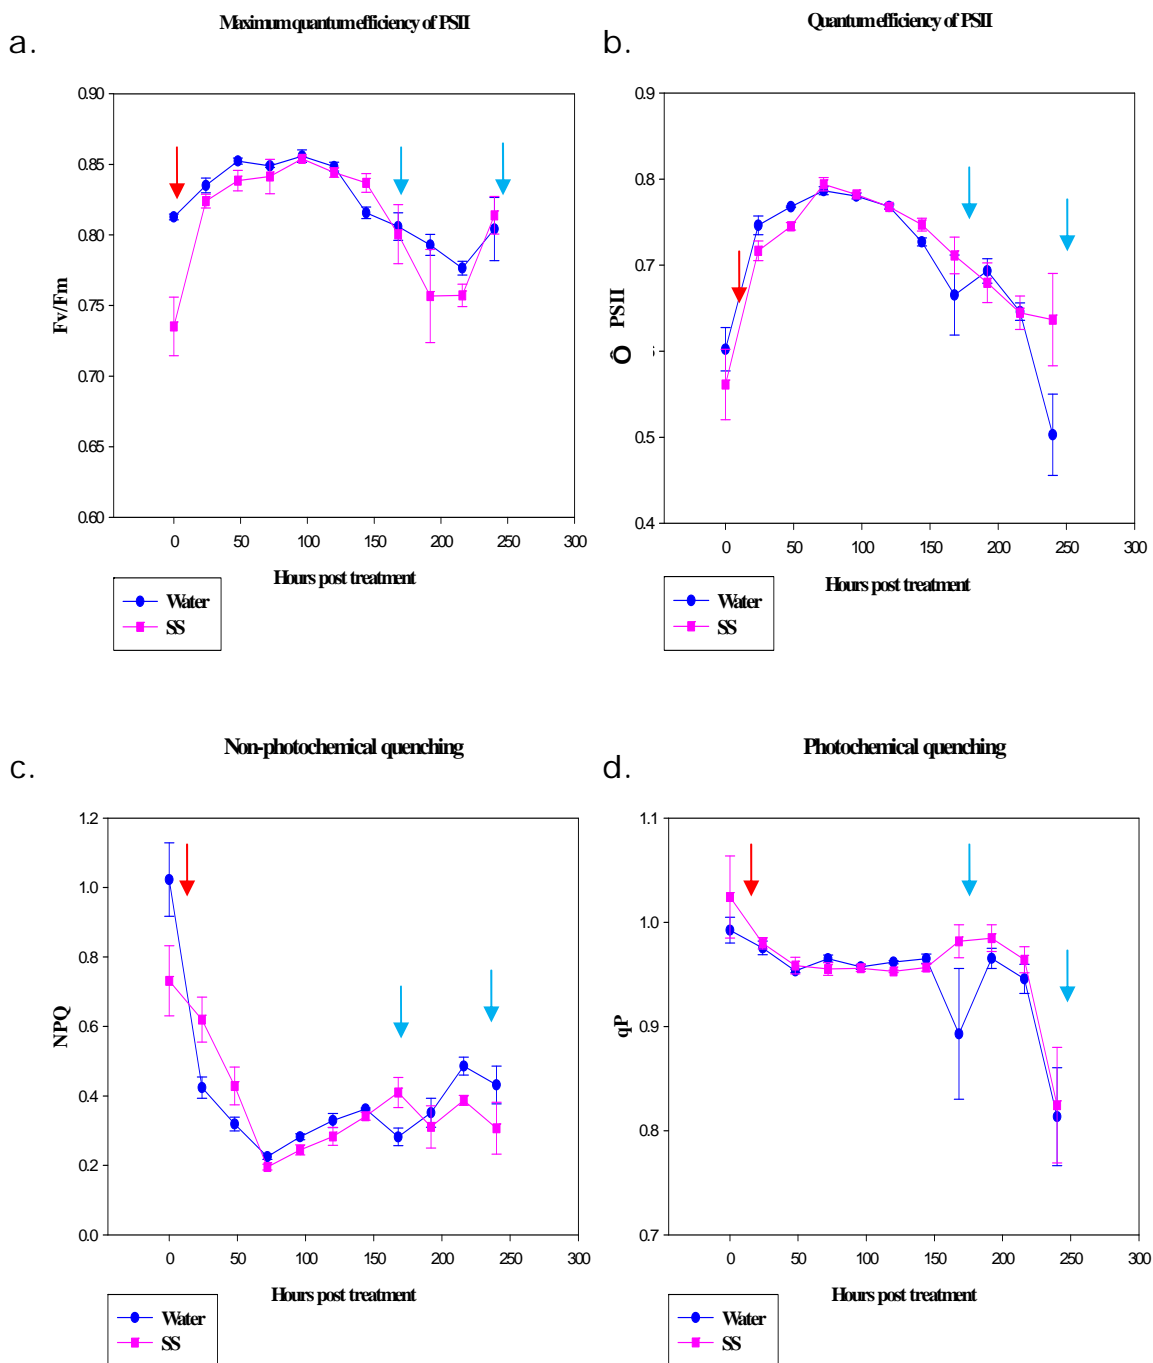 Maximum quantum efficiency of PSII
a.
0.90
0.85
0.80
0.75
0.70
0.65
0.60
Fv/Fm
0 50 100 150 200 250 300
Hours post treatment
Water
SS
Quantum efficiency of PSII
b.
0.9
0.8
0.7
0.5
0.4
Ô PSII
0 50 100 150 200 250 300
Hours post treatment
Water
SS
Non-photochemical quenching
c.
1.2
1.0
0.8
0.6
0.4
0.2
0.0
NPQ
0 50 100 150 200 250 300
Hours post treatment
Water
SS
Photochemical quenching
d.
1.1
1.0
0.9
0.8
0.7
qP
0 50 100 150 200 250 300
Hours post treatment
Water
SS